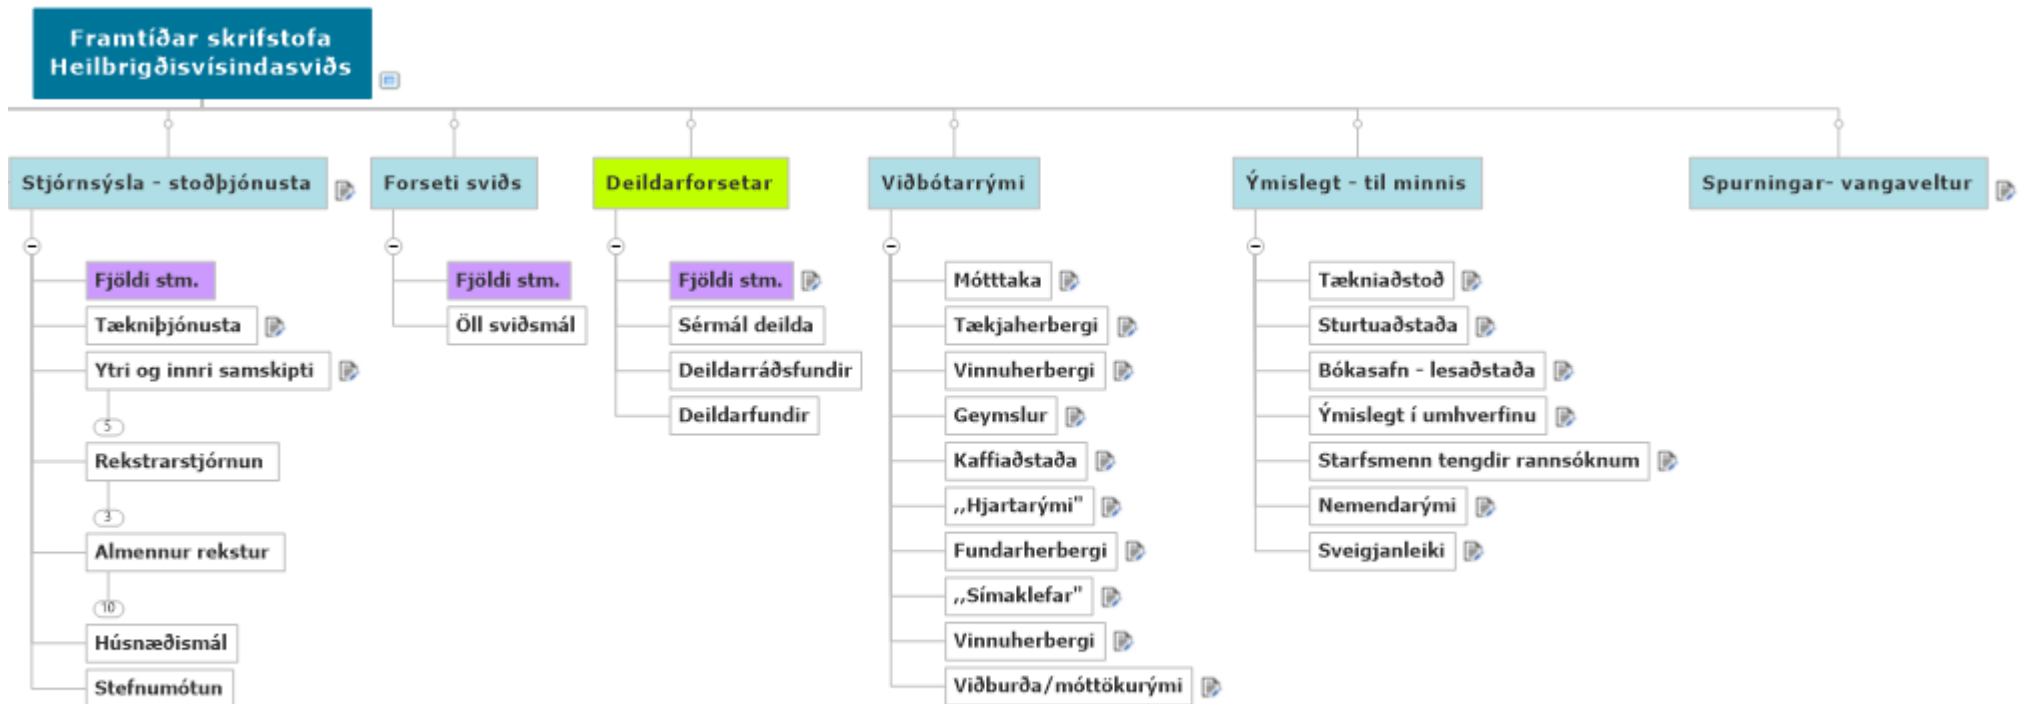 Framtíðar skrifstofa
Heilbrigðisvísindasviðs
Stjórnsýsla - stoðþjónusta
Fjöldi stm.
Tækniþjónusta
Ytri og innri samskipti
5
Rekstrarstjórnun
3
Almennur rekstur
10
Húsnæðismál
Stefnumótun
Forseti sviðs
Fjöldi stm.
Öll sviðsmál
Deildarforsetar
Fjöldi stm.
Sérmál deilda
Deildarráðsfundir
Deildarfundir
Viðbótarrými
Mótttaka
Tækjaherbergi
Vinnuherbergi
Geymslur
Kaffiaðstaða
,,Hjartarými"
Fundarherbergi
,,Símaklefar"
Vinnuherbergi
Viðburða/móttökurými
Ýmislegt - til minnis
Tækniaðstoð
Sturtuaðstaða
Bókasafn - lesaðstaða
Ýmislegt í umhverfinu
Starfsmenn tengdir rannsóknum
Nemendarými
Sveigjanleiki
Spurningar- vangaveltur